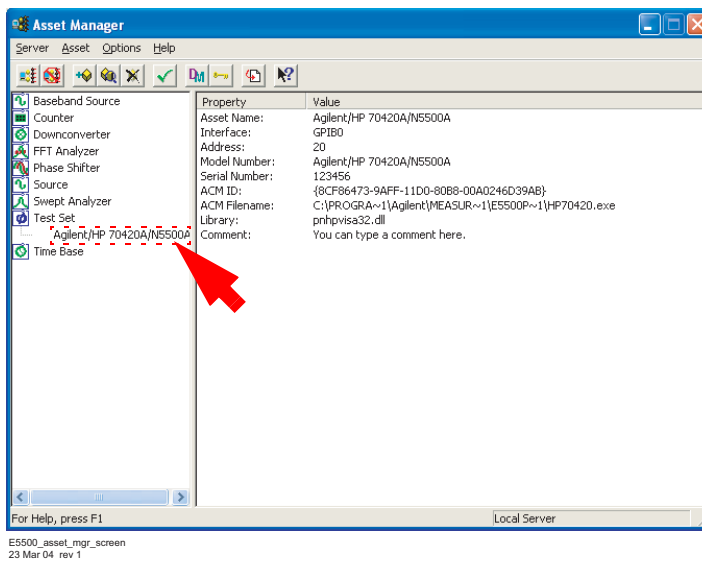 Asset Manager
Server Asset Options Help
DM
Baseband Source
Counter
Downconverter
FFT Analyzer
Phase Shifter
Source
Swept Analyzer
Test Set
Agilent/HP 70420A/N5500A
Time Base
Property Value
Asset Name: Agilent/HP 70420A/N5500A
Interface: GPIB0
Address: 20
Model Number: Agilent/HP 70420A/N5500A
Serial Number: 123456
ACM ID: {8CF86473-9AFF-11D0-80B8-00A0246D39AB}
ACM Filename: C:\PROGRA~1\Agilent\MEASUR~1\E5500P~1\HP70420.exe
Library: pnhpvisa32.dll
Comment: You can type a comment here.
For Help, press F1 Local Server
E5500_asset_mgr_screen
23 Mar 04 rev 1